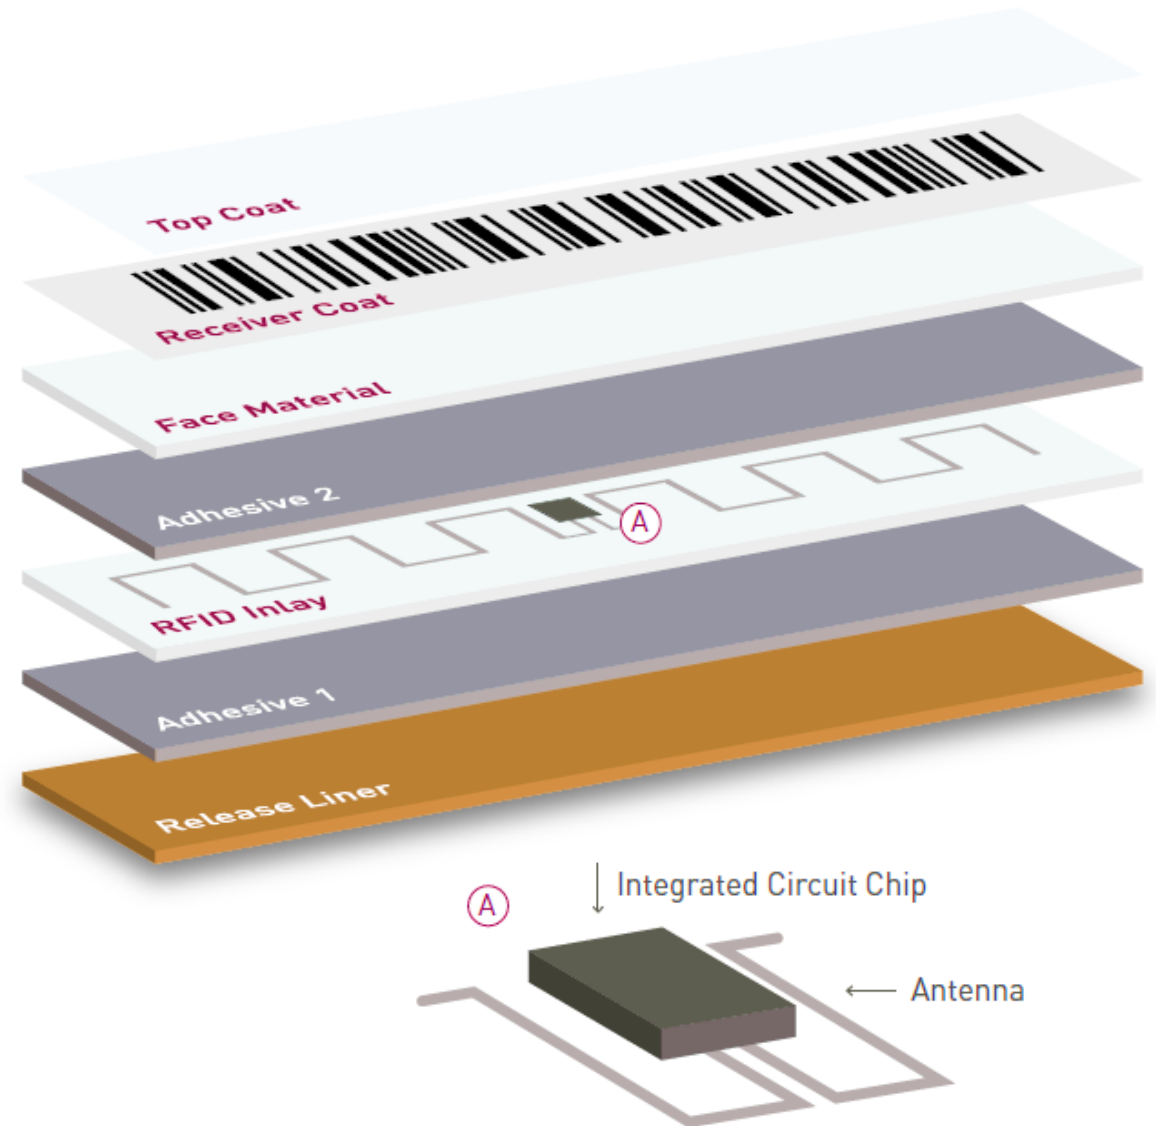 Top Coat
Receiver Coat
Face Material
Adhesive 2
A
RFID Inlay
Adhesive 1
Release Liner
A
Integrated Circuit Chip
Antenna